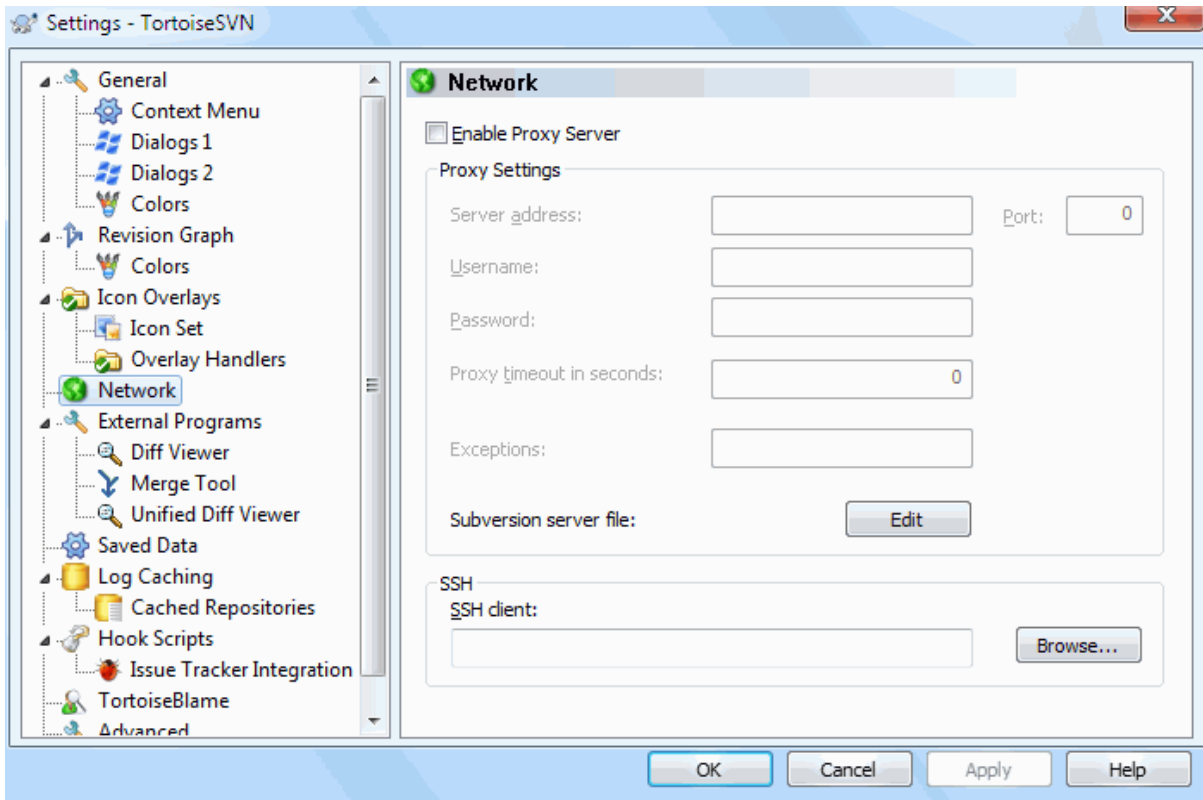 Settings - TortoiseSVN
General
Context Menu
Dialogs 1
Dialogs 2
Colors
Revision Graph
Colors
Icon Overlays
Icon Set
Overlay Handlers
Network
External Programs
Diff Viewer
Merge Tool
Unified Diff Viewer
Saved Data
Log Caching
Cached Repositories
Hook Scripts
Issue Tracker Integration
TortoiseBlame
Advanced
Network
Enable Proxy Server
Proxy Settings
Server address: Port: 0
Username:
Password:
Proxy timeout in seconds: 0
Exceptions:
Subversion server file: Edit
SSH
SSH client:
Browse...
OK Cancel Apply Help